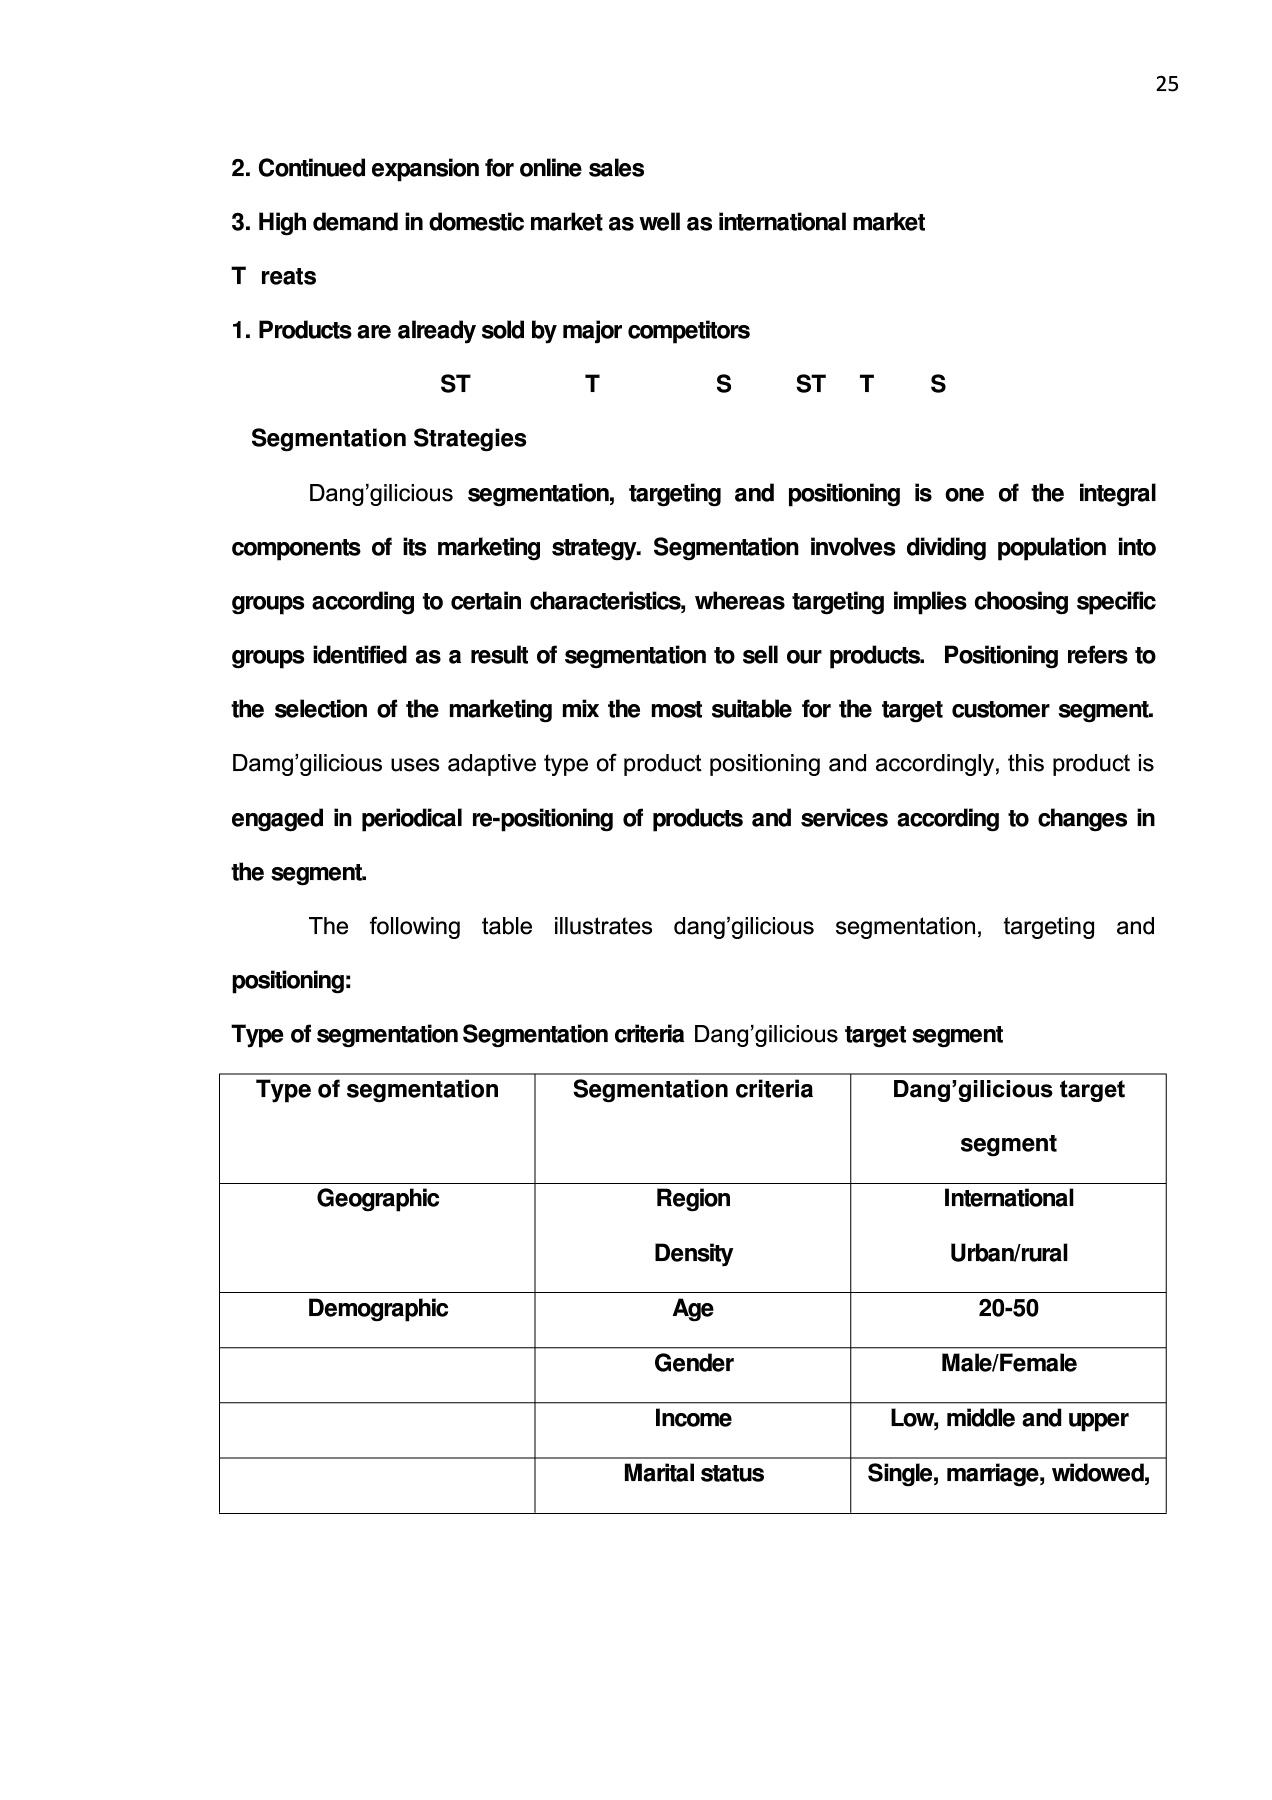 25
2. Continued expansion for online sales
3. High demand in domestic market as well as international market
T reats
1. Products are already sold by major competitors
ST T S ST T S
Segmentation Strategies
Dang’gilicious segmentation, targeting and positioning is one of the integral
components of its marketing strategy. Segmentation involves dividing population into
groups according to certain characteristics, whereas targeting implies choosing specific
groups identified as a result of segmentation to sell our products. Positioning refers to
the selection of the marketing mix the most suitable for the target customer segment.
Damg’gilicious uses adaptive type of product positioning and accordingly, this product is
engaged in periodical re-positioning of products and services according to changes in
the segment.
The following table illustrates dang’gilicious segmentation, targeting and
positioning:
Type of segmentation Segmentation criteria Dang’gilicious target segment
Type of segmentation Segmentation criteria Dang’gilicious target
segment
Geographic Region International
Density Urban/rural
Demographic Age 20-50
Gender Male/Female
Income Low, middle and upper
Marital status Single, marriage, widowed,